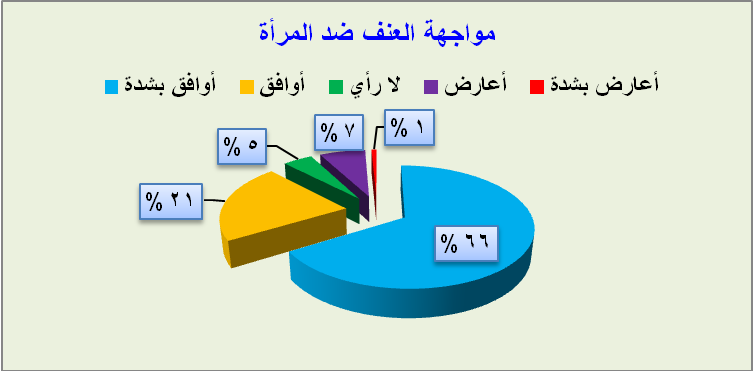 مواجهة العنف ضد المرأة
أعارض بشدة أعارض لا رأي أوافق أوافق بشدة
% ١
% ٧
% ٥
% ٢١
% ٦٦